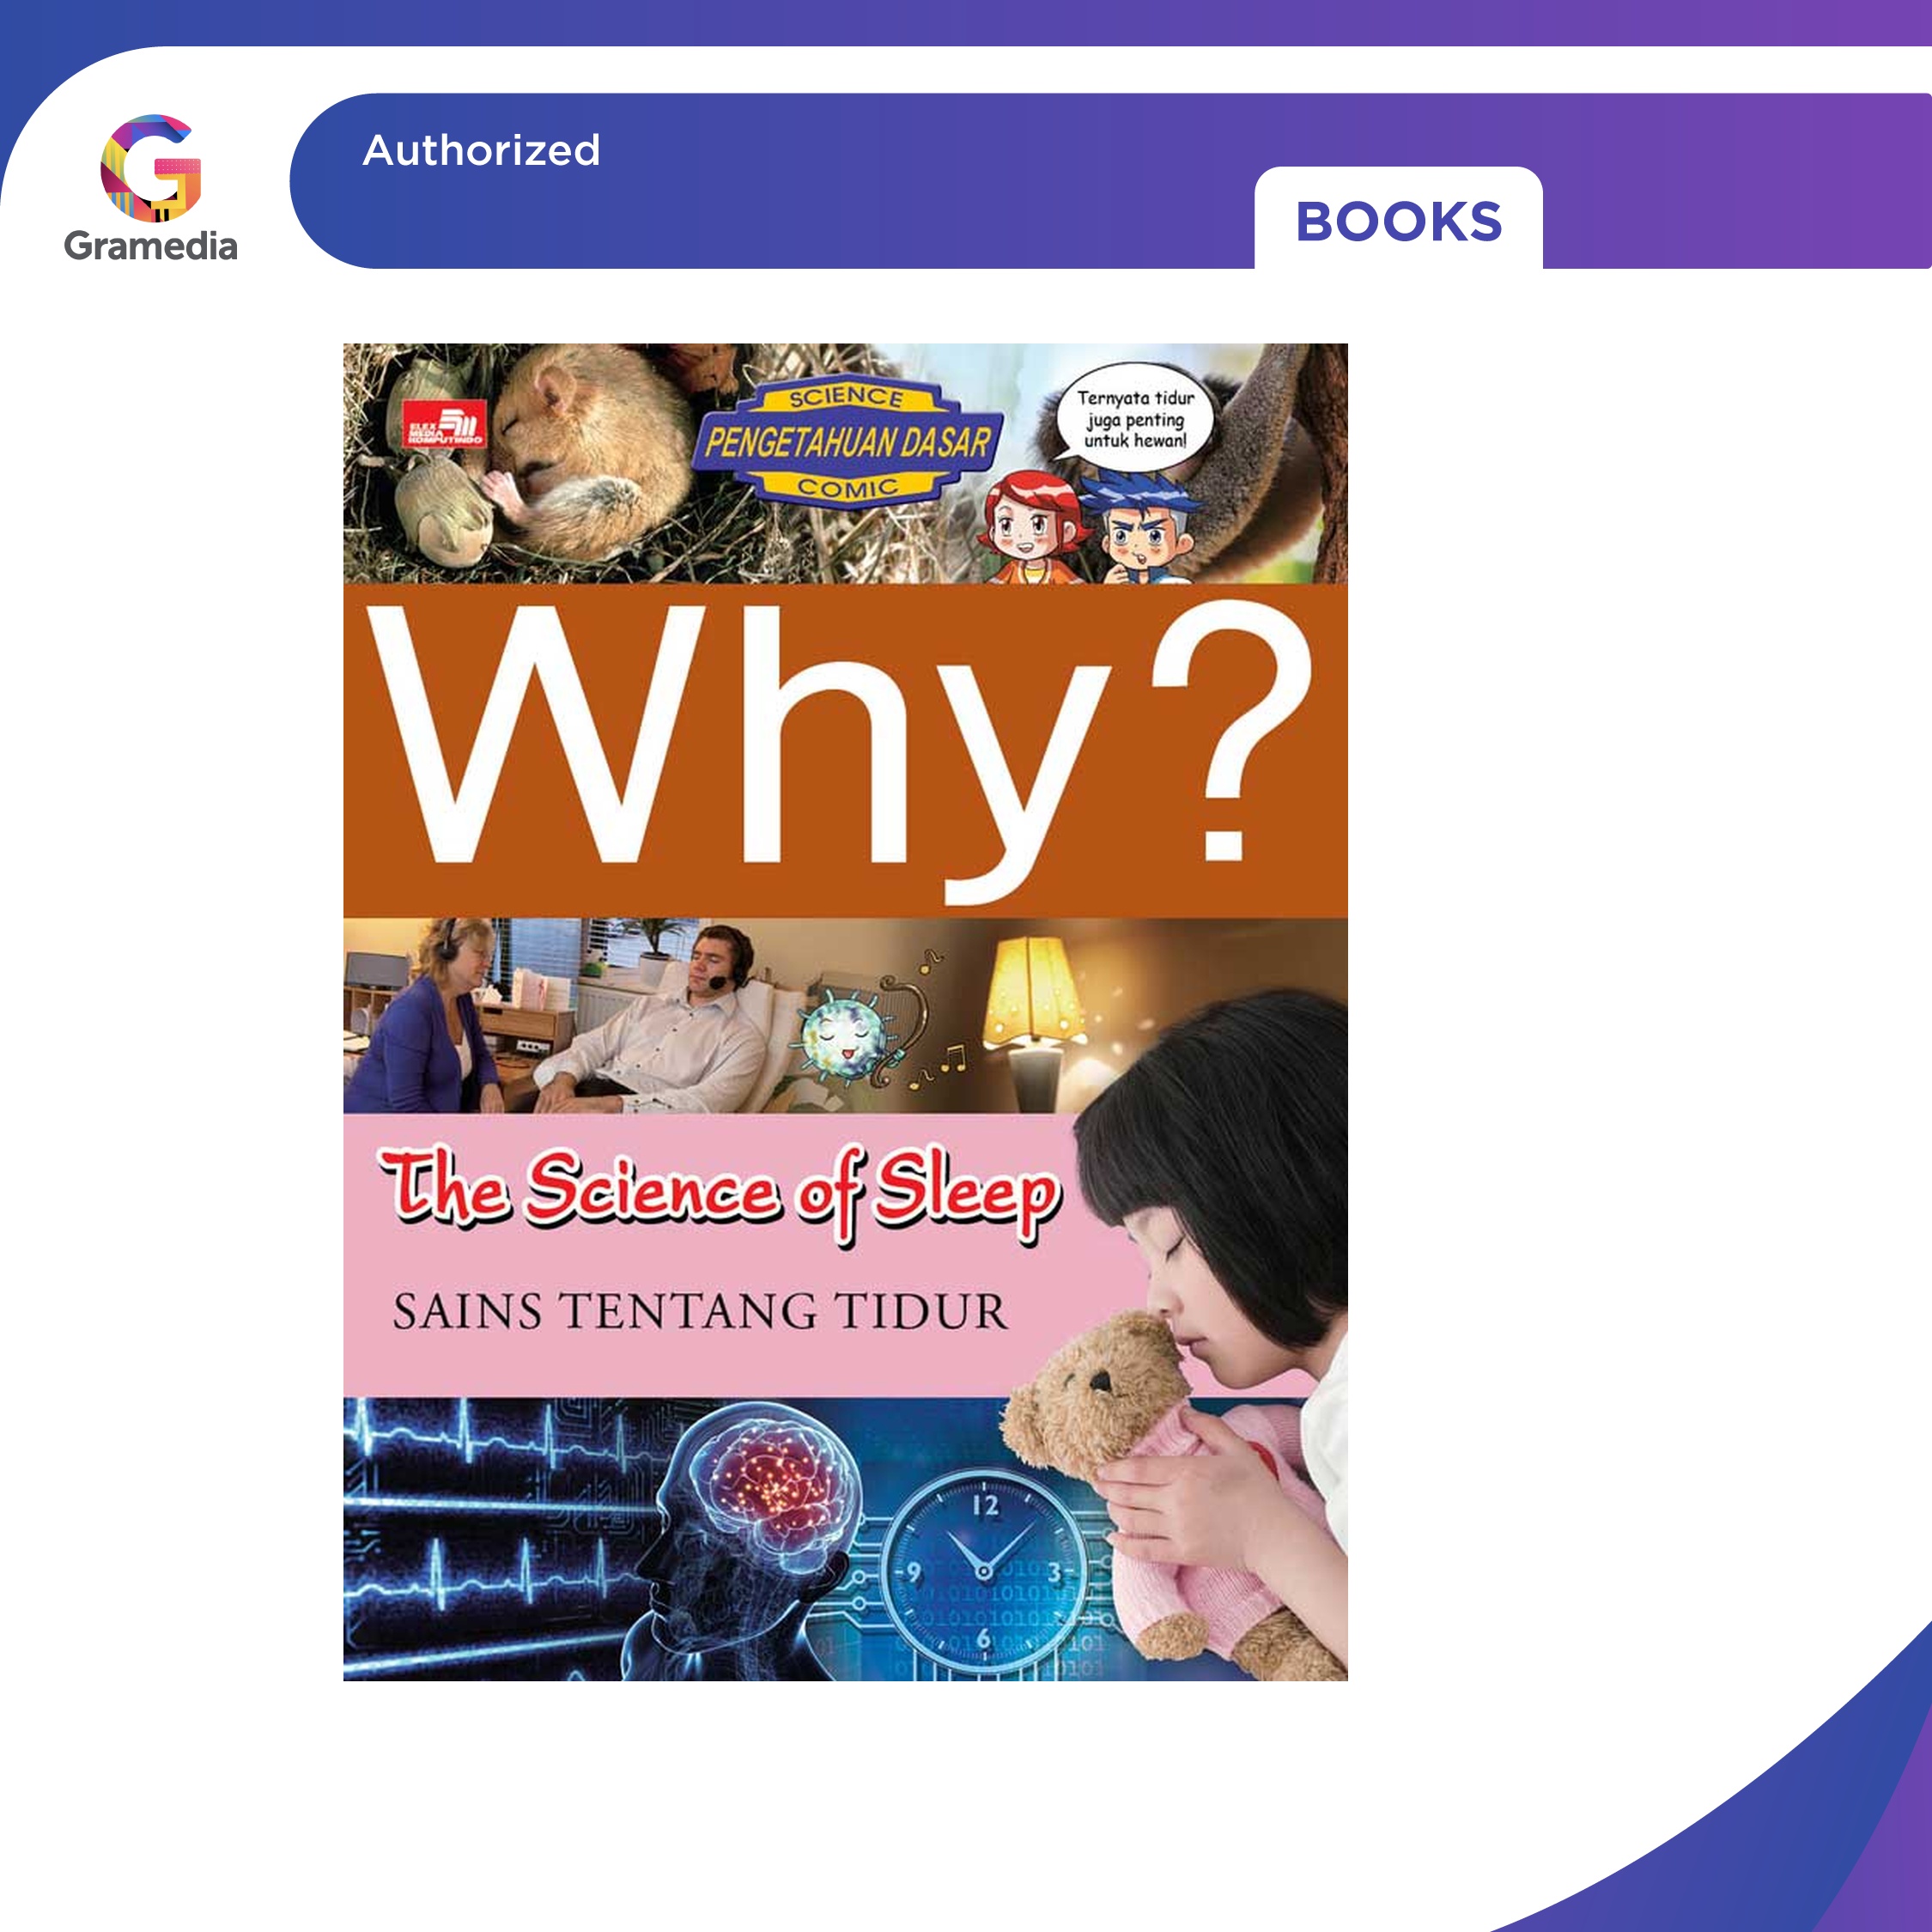 Authorized
Gramedia
BOOKS
ELEX
MEDIA
KOMPUTINDO
SCIENCE
PENGETAHUAN DASAR
COMIC
Ternyata tidur
juga penting
untuk hewan!
Why?
The Science of Sleep
SAINS TENTANG TIDUR
12
9
3
6